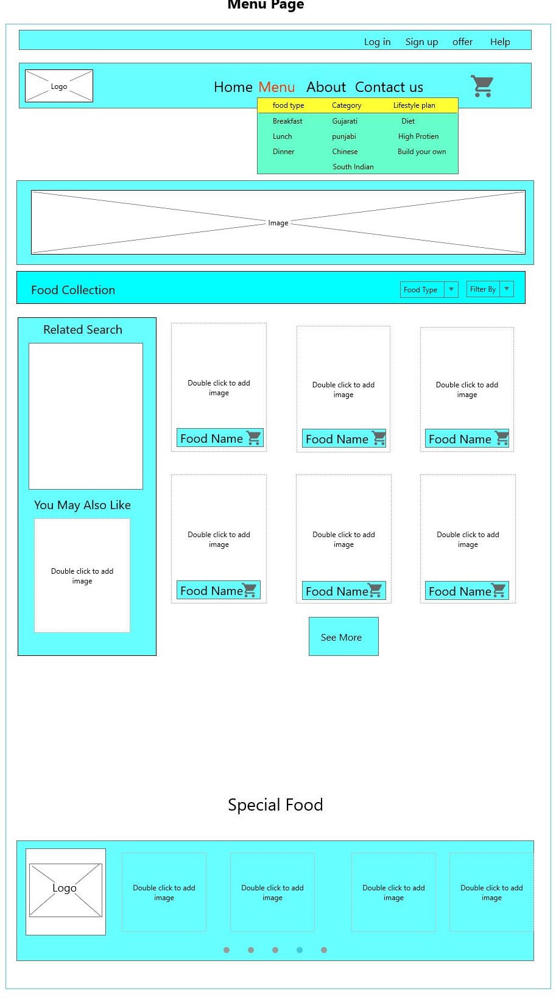 Menu Page
Log in Sign up offer Help
Logo
Home Menu About Contact us
food type Category Lifestyle plan
Breakfast Gujarati Diet
Lunch punjabi High Protien
Dinner Chinese Build your own
South Indian
Image
Food Collection Food Type Filter By
Related Search
Double click to add
image
Double click to add
image
Double click to add
image
Food Name Food Name Food Name
You May Also Like
Double click to add
image
Double click to add
image
Double click to add
image
Double click to add
image
Food Name Food Name Food Name
See More
Special Food
Logo
Double click to add
image
Double click to add
image
Double click to add
image
Double click to add
image